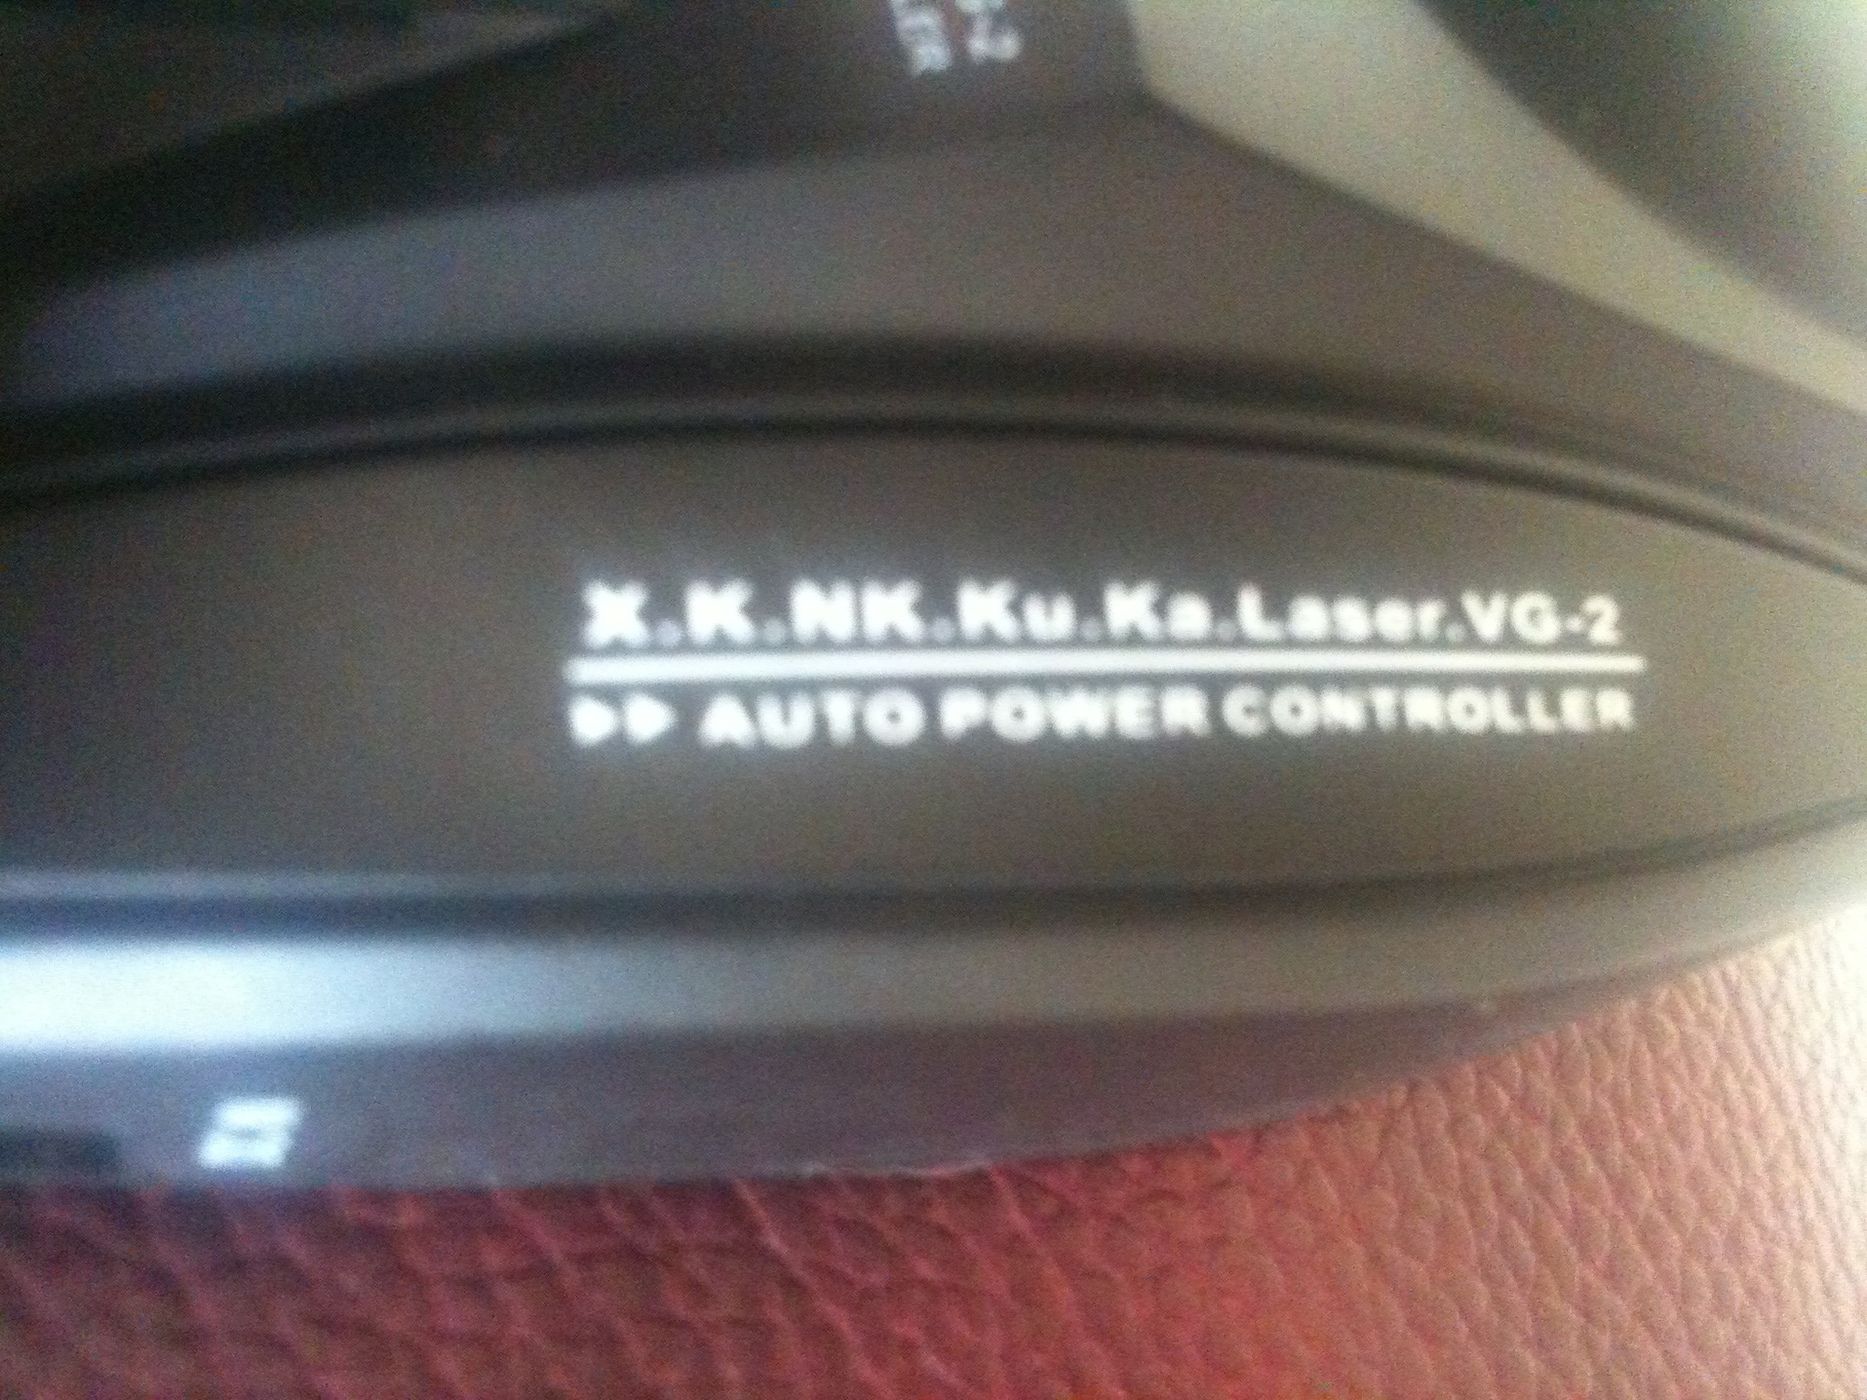 X.K.NK.Ku.Ka.Laser.VG-2
▶▶ AUTO POWER CONTROLLER